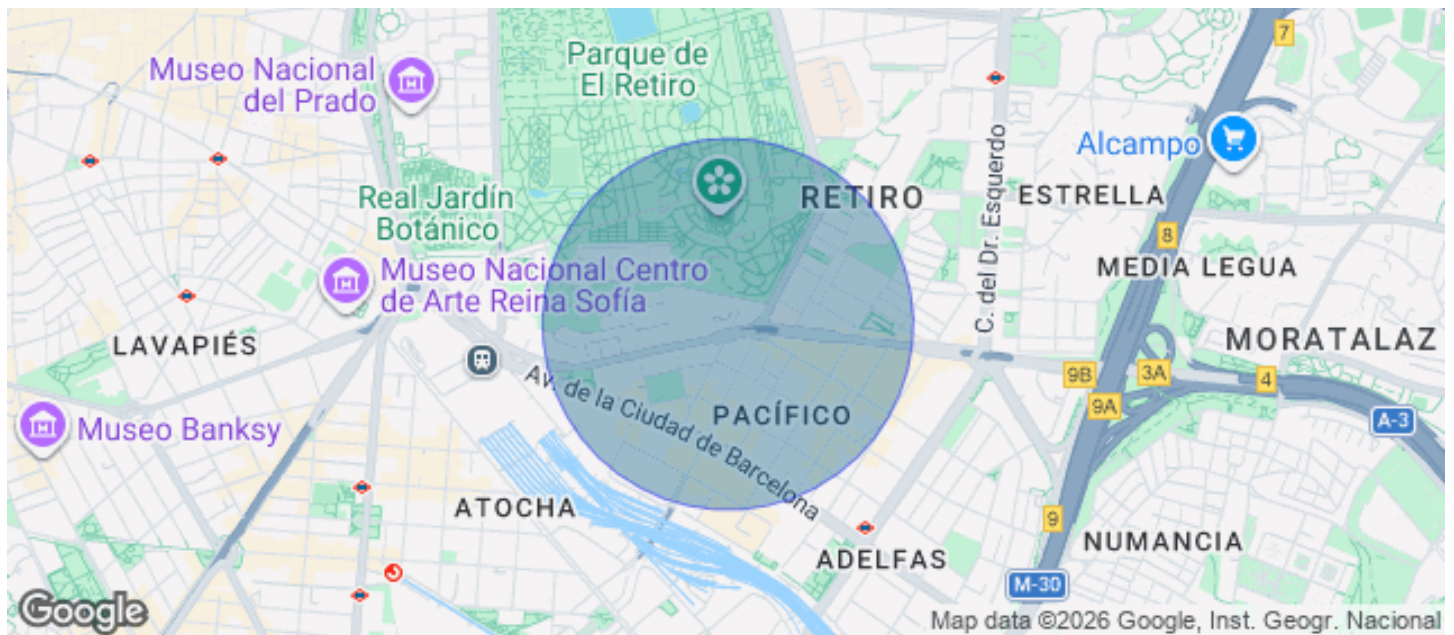 7
Museo Nacional
del Prado
Parque de
El Retiro
Alcampo
Real Jardín
Botánico
RETIRO
ESTRELLA
C. del Dr. Esquerdo
8
Museo Nacional Centro
de Arte Reina Sofía
MEDIA LEGUA
LAVAPIÉS
MORATALAZ
9B
3A
4
9A
Av. de la Ciudad de Barcelona
PACÍFICO
A-3
Museo Banksy
ATOCHA
9
NUMANCIA
ADELFAS
M-30
Google
Map data ©2026 Google, Inst. Geogr. Nacional